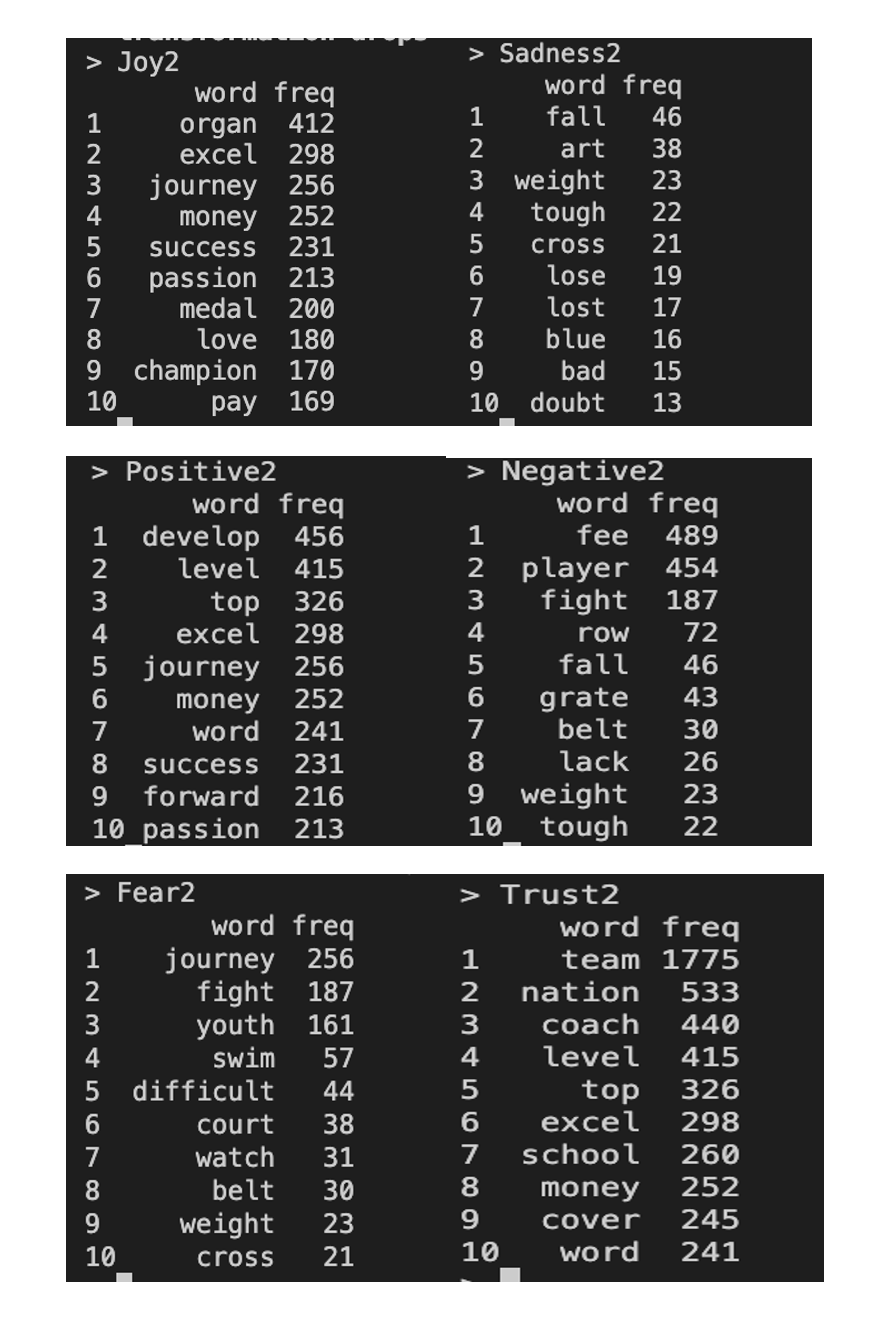 > Joy2
word freq
1 organ 412
2 excel 298
3 journey 256
4 money 252
5 success 231
6 passion 213
7 medal 200
8 love 180
9 champion 170
10 pay 169
> Sadness2
word freq
1 fall 46
2 art 38
3 weight 23
4 tough 22
5 cross 21
6 lose 19
7 lost 17
8 blue 16
9 bad 15
10 doubt 13
> Positive2
word freq
1 develop 456
2 level 415
3 top 326
4 excel 298
5 journey 256
6 money 252
7 word 241
8 success 231
9 forward 216
10 passion 213
> Negative2
word freq
1 fee 489
2 player 454
3 fight 187
4 row 72
5 fall 46
6 grate 43
7 belt 30
8 lack 26
9 weight 23
10 tough 22
> Fear2
word freq
1 journey 256
2 fight 187
3 youth 161
4 swim 57
5 difficult 44
6 court 38
7 watch 31
8 belt 30
9 weight 23
10 cross 21
> Trust2
word freq
1 team 1775
2 nation 533
3 coach 440
4 level 415
5 top 326
6 excel 298
7 school 260
8 money 252
9 cover 245
10 word 241